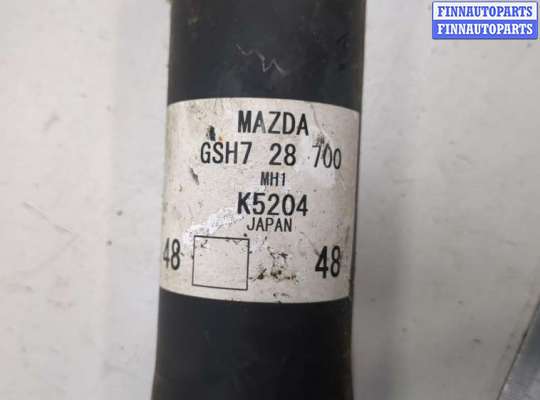 FINNAUTOPARTS
FINNAUTOPARTS
MAZDA
GSH7 28 700
MH1
K5204
JAPAN
48 48